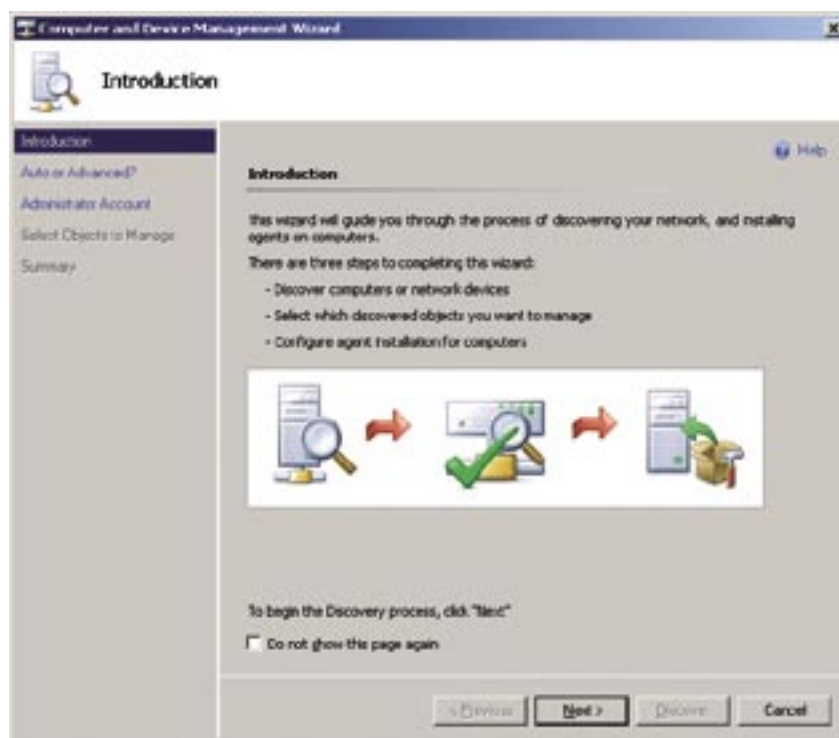 Computer and Device Management Wizard
Introduction
Introduction
Auto or Advanced?
Administrator Account
Select Objects to Manage
Summary
Help
Introduction
This wizard will guide you through the process of discovering your network, and installing
agents on computers.
There are three steps to completing this wizard:
- Discover computers or network devices
- Select which discovered objects you want to manage
- Configure agent installation for computers
To begin the Discovery process, click "Next"
Do not show this page again
< Previous
Next >
Discover
Cancel